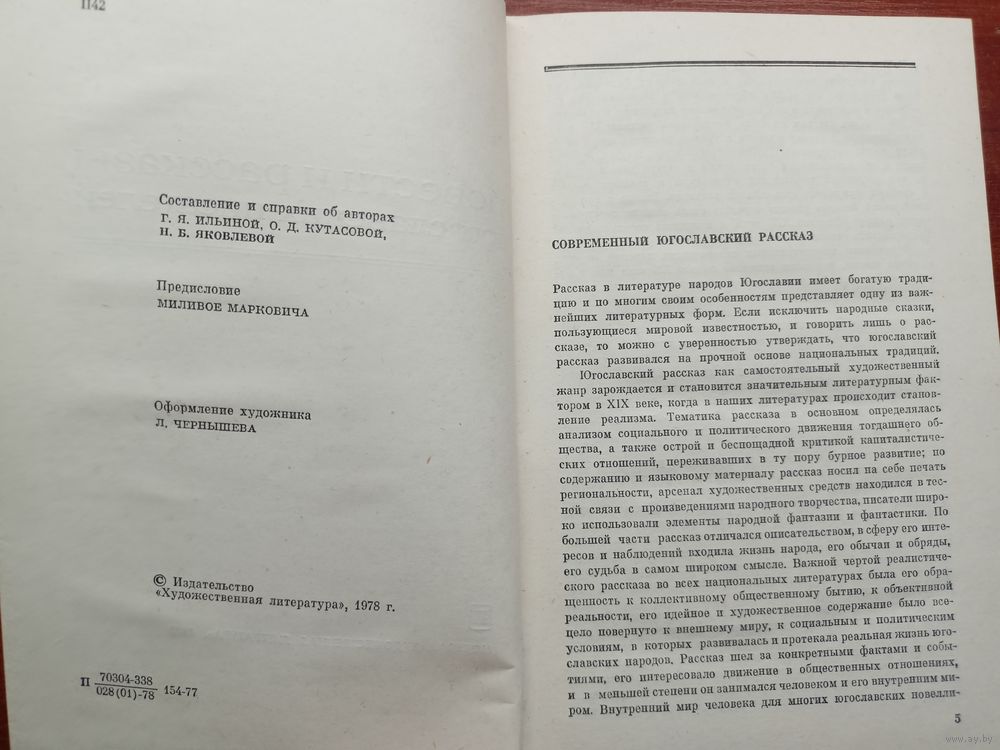 П42
Составление и справки об авторах
Г. Я. ИЛЬИНОЙ, О. Д. КУТАСОВОЙ,
Н. Б. ЯКОВЛЕВОЙ
Предисловие
МИЛИВОЕ МАРКОВИЧА
Оформление художника
Л. ЧЕРНЫШЕВА
© Издательство
«Художественная литература», 1978 г.
П 70304-338
028(01)-78 154-77
СОВРЕМЕННЫЙ ЮГОСЛАВСКИЙ РАССКАЗ
Рассказ в литературе народов Югославии имеет богатую тради-
цию и по многим своим особенностям представляет одну из важ-
нейших литературных форм. Если исключить народные сказки,
пользующиеся мировой известностью, и говорить лишь о рас-
сказе, то можно с уверенностью утверждать, что югославский
рассказ развивался на прочной основе национальных традиций.
Югославский рассказ как самостоятельный художественный
жанр зарождается и становится значительным литературным фак-
тором в XIX веке, когда в наших литературах происходит станов-
ление реализма. Тематика рассказа в основном определялась
анализом социального и политического движения тогдашнего об-
щества, а также острой и беспощадной критикой капиталистиче-
ских отношений, переживавших в ту пору бурное развитие; по
содержанию и языковому материалу рассказ носил на себе печать
региональности, арсенал художественных средств находился в тес-
ной связи с произведениями народного творчества, писатели широ-
ко использовали элементы народной фантазии и фантастики. По
большей части рассказ отличался описательством, в сферу его инте-
ресов и наблюдений входила жизнь народа, его обычаи и обряды,
его судьба в самом широком смысле. Важной чертой реалистиче-
ского рассказа во всех национальных литературах была его обра-
щенность к коллективному общественному бытию, к объективной
реальности, его идейное и художественное содержание было все-
цело повернуто к внешнему миру, к социальным и политическим
условиям, в которых развивалась и протекала реальная жизнь юго-
славских народов. Рассказ шел за конкретными фактами и собы-
тиями, его интересовало движение в общественных отношениях,
и в меньшей степени он занимался человеком и его внутренним ми-
ром. Внутренний мир человека для многих югославских новелли-
5
www.ay.by